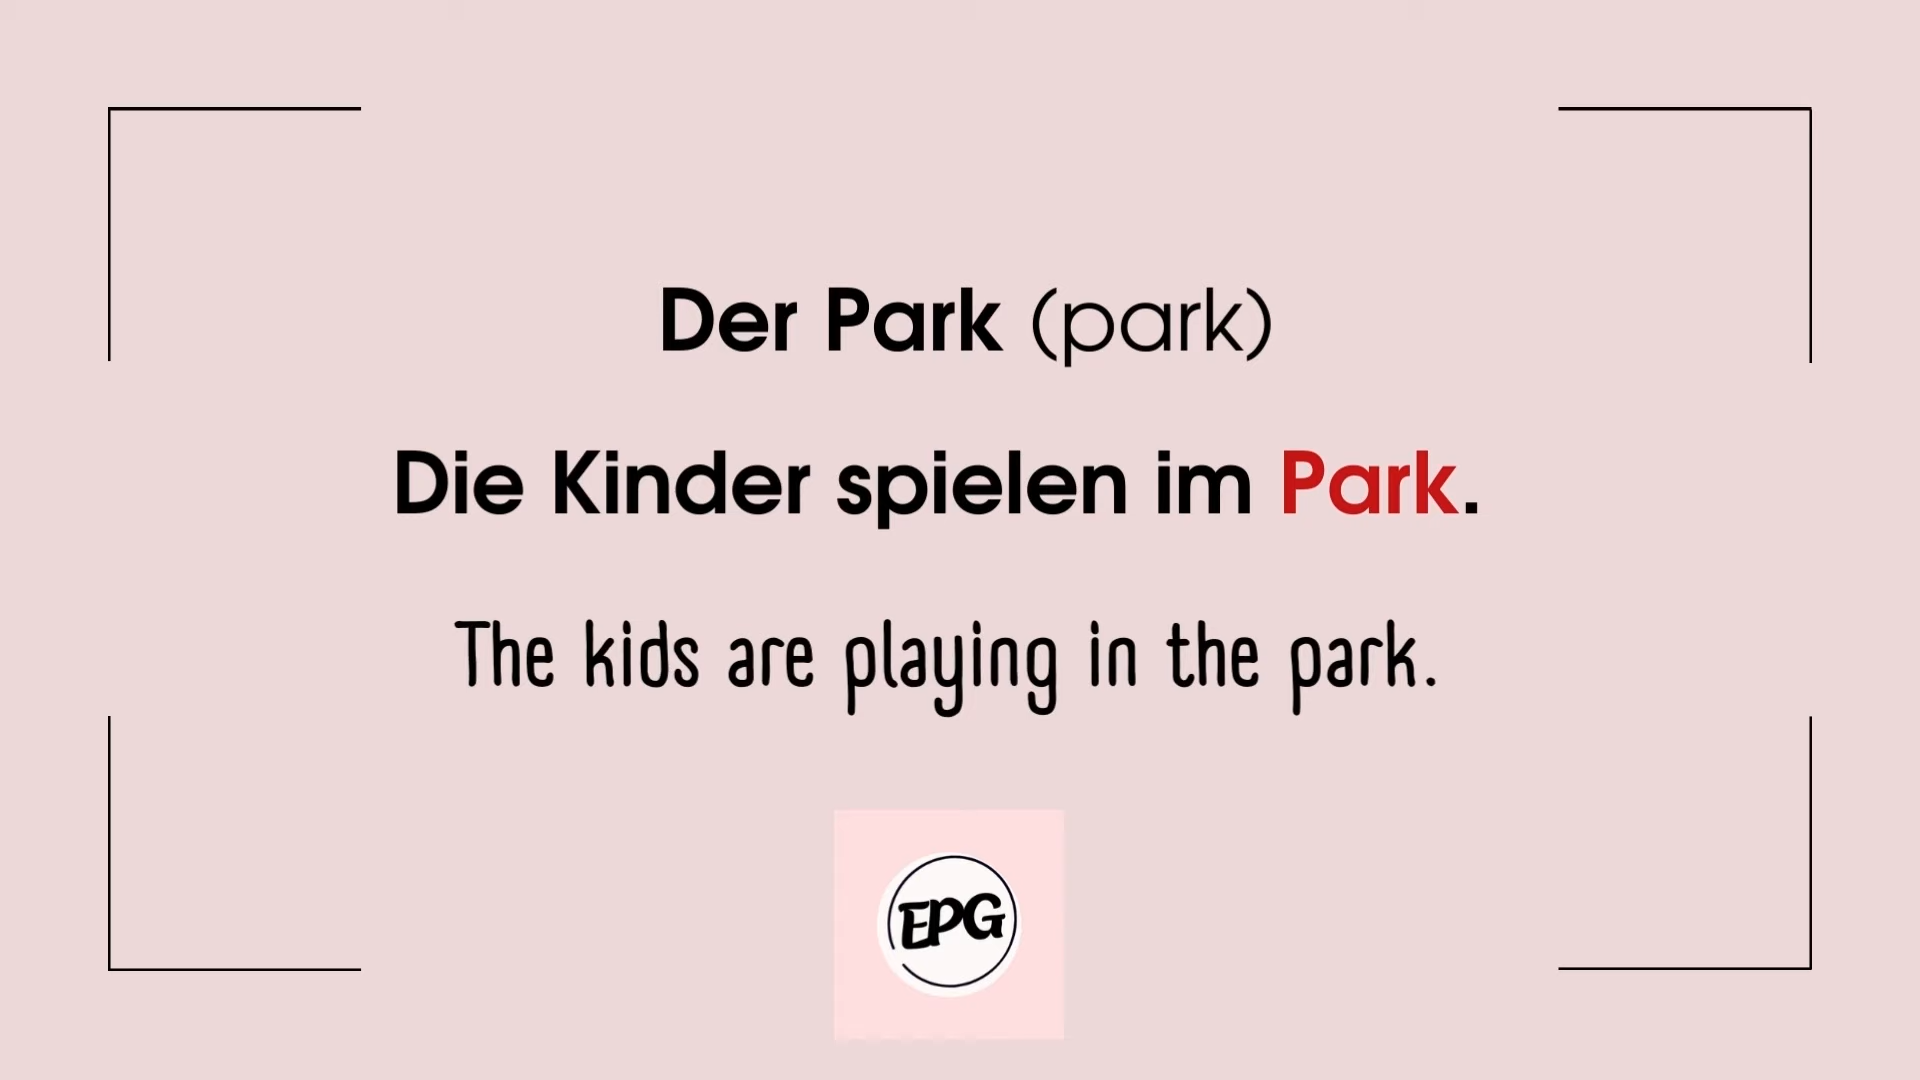 Der Park (park)
Die Kinder spielen im Park.
The kids are playing in the park.
EPG